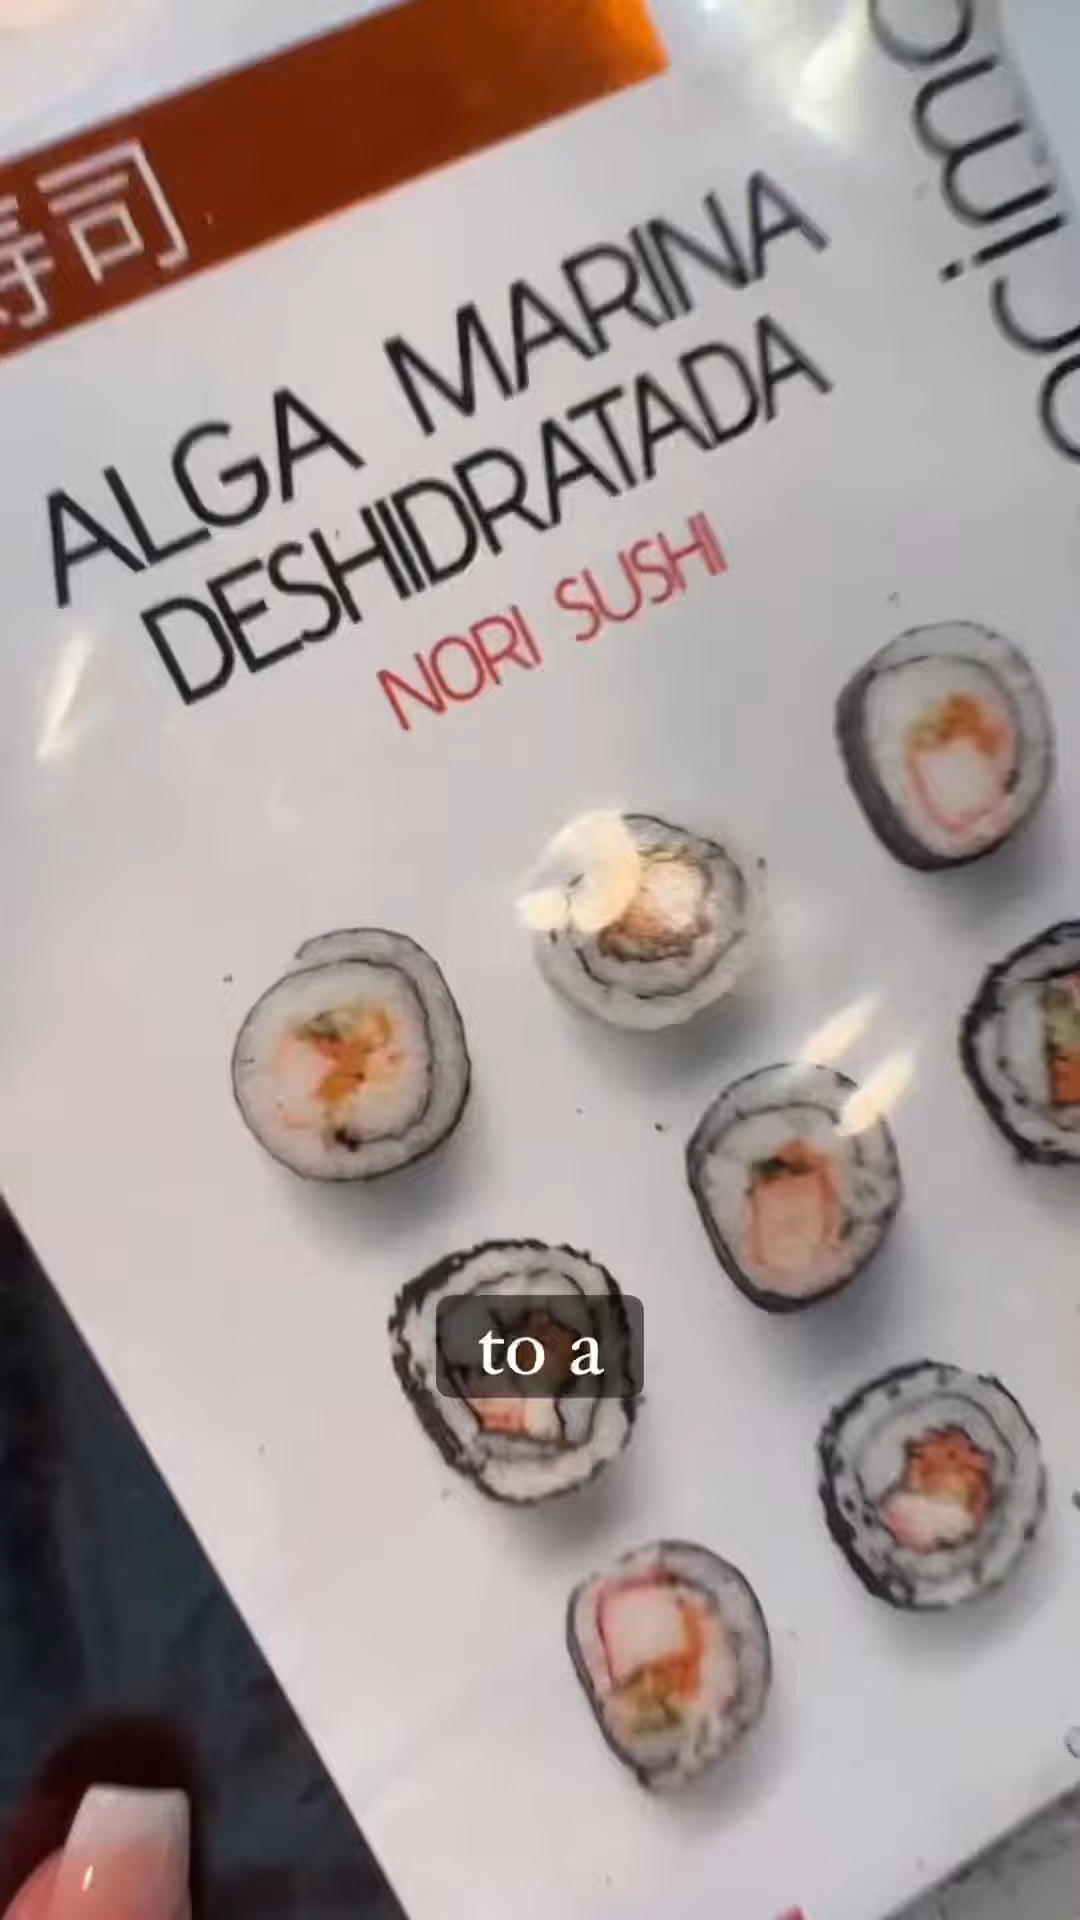 寿司
ALGA MARINA
DESHIDRATADA
NORI SUSHI
to a